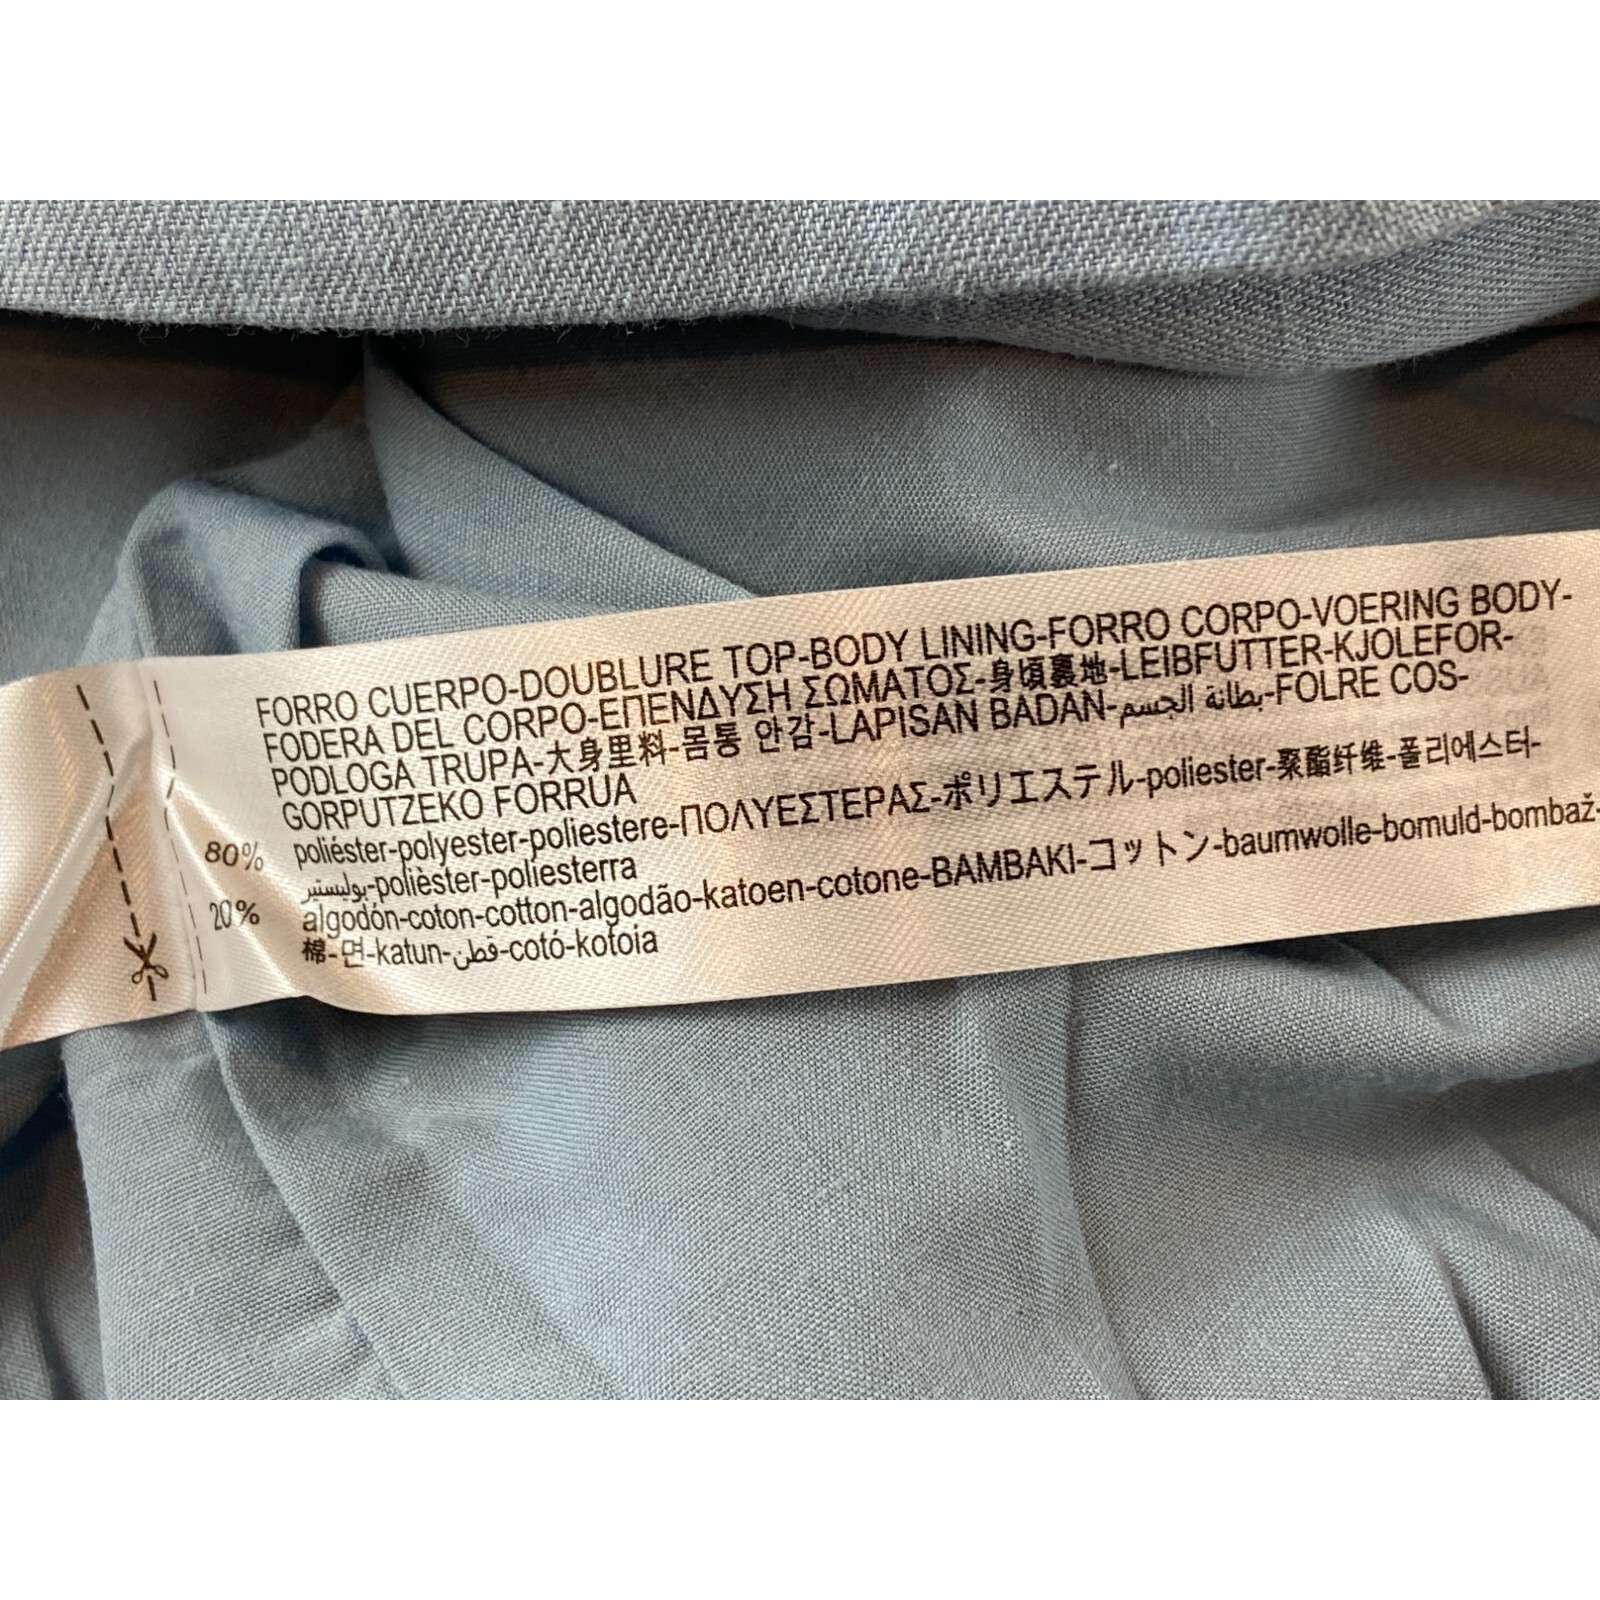 FORRO CUERPO-DOUBLURE TOP-BODY LINING-FORRO CORPO-VOERING BODY-
FODERA DEL CORPO-ΕΠΕΝΔΥΣΗ ΣΩΜΑΤΟΣ-身頃裏地-LEIBFUTTER-KJOLEFOR-
PODLOGA TRUPA-大身里料-몸통 안감-LAPISAN BADAN-بطانة الجسم-FOLRE COS-
GORPUTZEKO FORRUA
80% poliéster-polyester-poliestere-ΠΟΛΥΕΣΤΕΡΑΣ-ポリエステル-poliester-聚酯纤维-폴리에스터-
بوليستير-polièster-poliesterra
20% algodón-coton-cotton-algodão-katoen-cotone-BAMBAKI-コットン-baumwolle-bomuld-bombaž-
棉-면-katun-قطن-cotó-kotoia